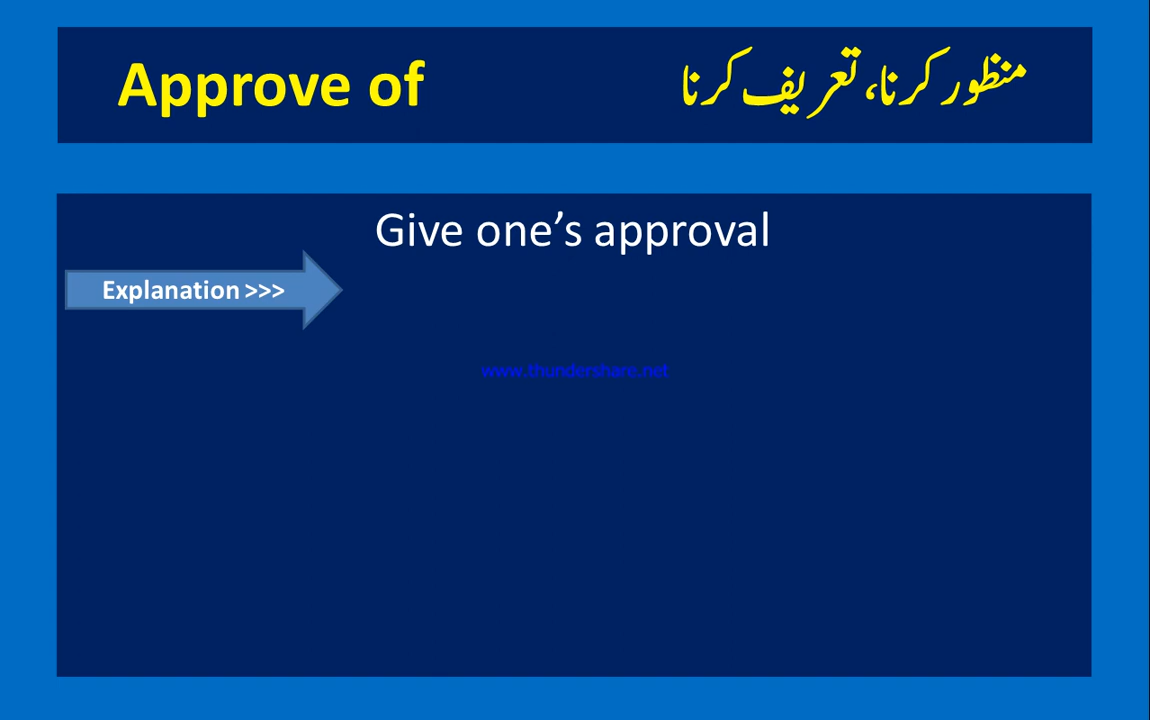 Approve of
منظور کرنا، تعریف کرنا
Give one’s approval
Explanation >>>
www.thundershare.net